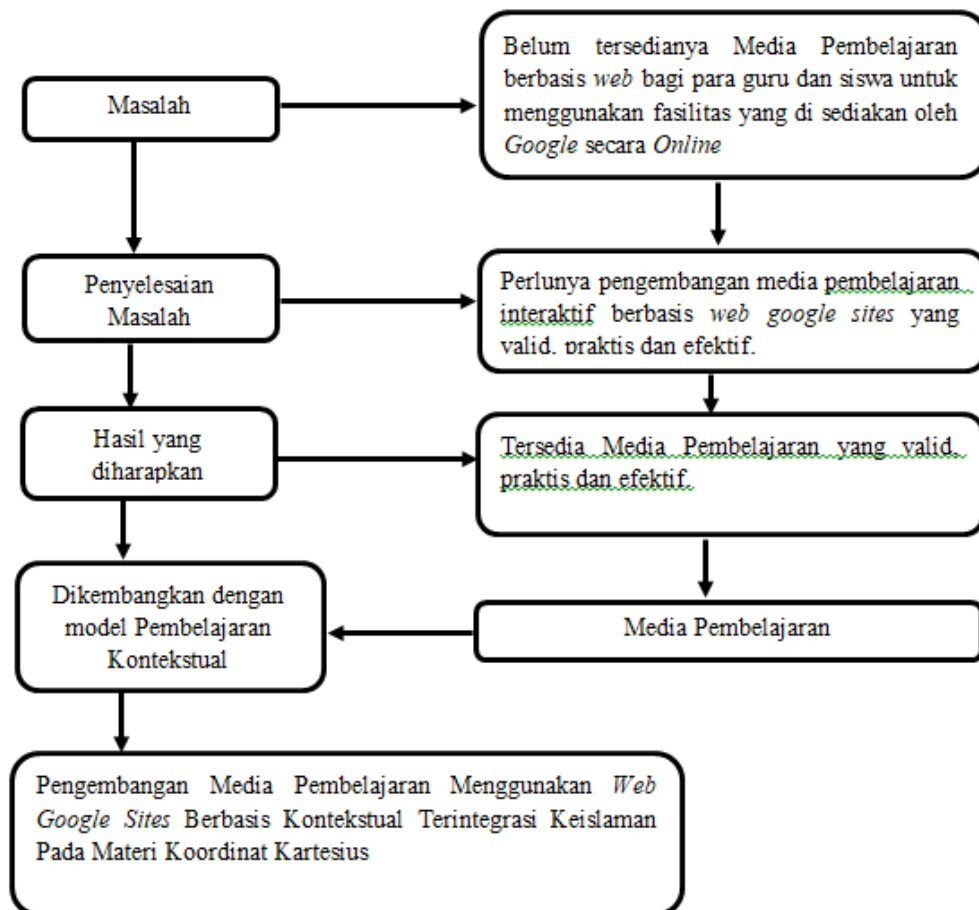 Masalah
Belum tersedianya Media Pembelajaran
berbasis web bagi para guru dan siswa untuk
menggunakan fasilitas yang di sediakan oleh
Google secara Online
Penyelesaian
Masalah
Perlunya pengembangan media pembelajaran
interaktif berbasis web google sites yang
valid, praktis dan efektif.
Hasil yang
diharapkan
Tersedia Media Pembelajaran yang valid,
praktis dan efektif.
Dikembangkan dengan
model Pembelajaran
Kontekstual
Media Pembelajaran
Pengembangan Media Pembelajaran Menggunakan Web
Google Sites Berbasis Kontekstual Terintegrasi Keislaman
Pada Materi Koordinat Kartesius